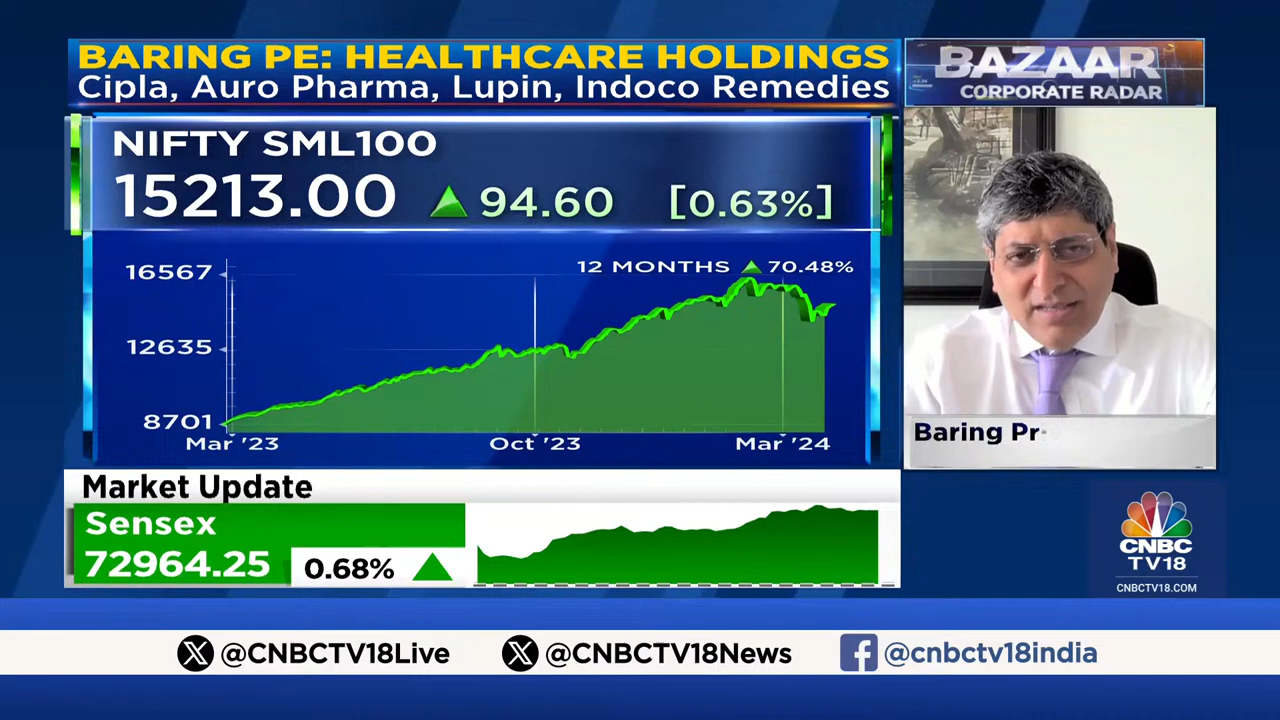 BARING PE: HEALTHCARE HOLDINGS
Cipla, Auro Pharma, Lupin, Indoco Remedies
BAZAAR
CORPORATE RADAR
NIFTY SML100
15213.00 ▲ 94.60 [0.63%]
12 MONTHS ▲ 70.48%
16567
12635
8701
Mar '23 Oct '23 Mar '24
Baring Pr
Market Update
Sensex
72964.25 0.68% ▲
CNBC
TV18
CNBCTV18.COM
@CNBCTV18Live @CNBCTV18News @cnbctv18india